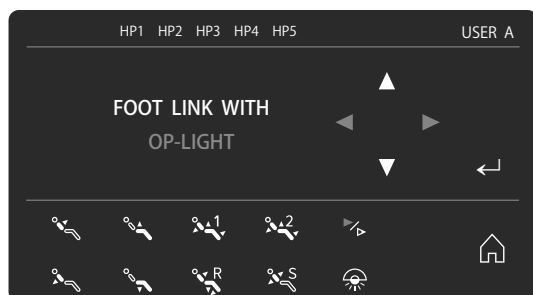 HP1 HP2 HP3 HP4 HP5 USER A
FOOT LINK WITH
OP-LIGHT
1 2
R S